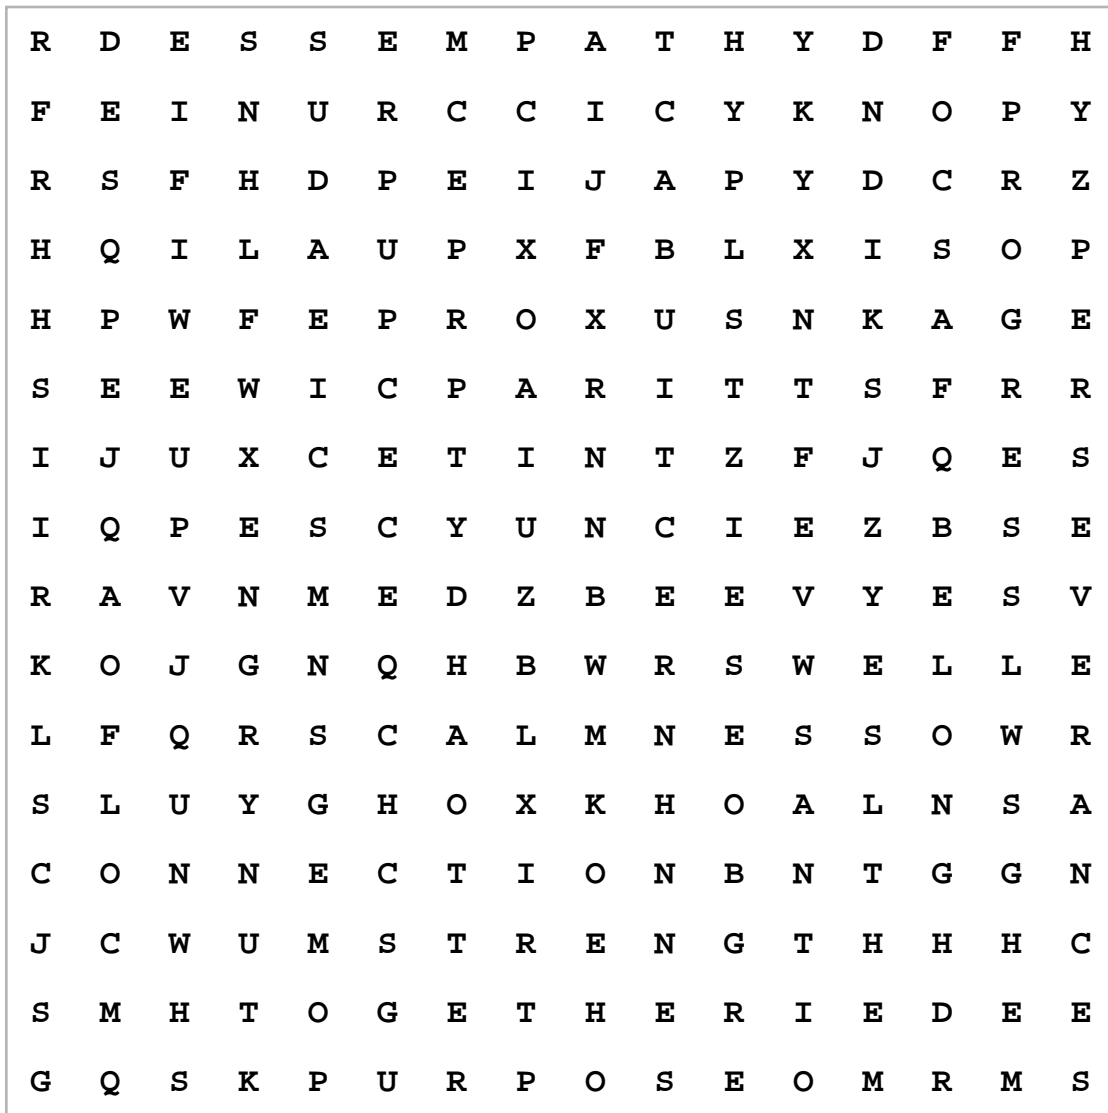 R D E S S E M P A T H Y D F F H
F E I N U R C C I C Y K N O P Y
R S F H D P E I J A P Y D C R Z
H Q I L A U P X F B L X I S O P
H P W F E P R O X U S N K A G E
S E E W I C P A R I T T S F R R
I J U X C E T I N T Z F J Q E S
I Q P E S C Y U N C I E Z B S E
R A V N M E D Z B E E V Y E S V
K O J G N Q H B W R S W E L L E
L F Q R S C A L M N E S S O W R
S L U Y G H O X K H O A L N S A
C O N N E C T I O N B N T G G N
J C W U M S T R E N G T H H H C
S M H T O G E T H E R I E D E E
G Q S K P U R P O S E O M R M S